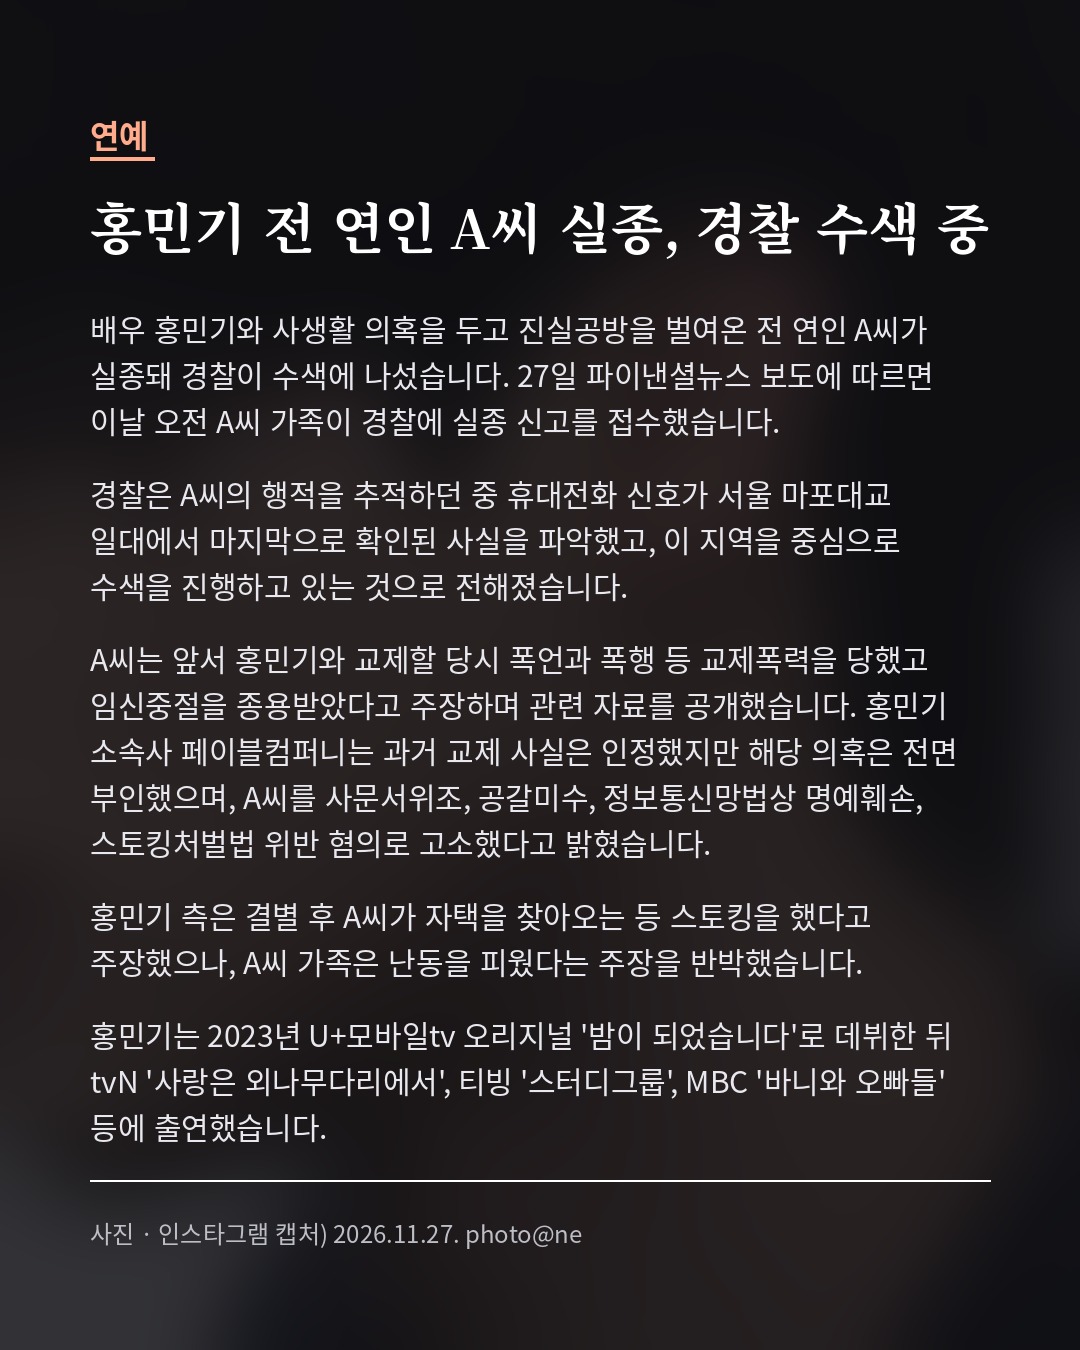 연예
홍민기 전 연인 A씨 실종, 경찰 수색 중
배우 홍민기와 사생활 의혹을 두고 진실공방을 벌여온 전 연인 A씨가
실종돼 경찰이 수색에 나섰습니다. 27일 파이낸셜뉴스 보도에 따르면
이날 오전 A씨 가족이 경찰에 실종 신고를 접수했습니다.
경찰은 A씨의 행적을 추적하던 중 휴대전화 신호가 서울 마포대교
일대에서 마지막으로 확인된 사실을 파악했고, 이 지역을 중심으로
수색을 진행하고 있는 것으로 전해졌습니다.
A씨는 앞서 홍민기와 교제할 당시 폭언과 폭행 등 교제폭력을 당했고
임신중절을 종용받았다고 주장하며 관련 자료를 공개했습니다. 홍민기
소속사 페이블컴퍼니는 과거 교제 사실은 인정했지만 해당 의혹은 전면
부인했으며, A씨를 사문서위조, 공갈미수, 정보통신망법상 명예훼손,
스토킹처벌법 위반 혐의로 고소했다고 밝혔습니다.
홍민기 측은 결별 후 A씨가 자택을 찾아오는 등 스토킹을 했다고
주장했으나, A씨 가족은 난동을 피웠다는 주장을 반박했습니다.
홍민기는 2023년 U+모바일tv 오리지널 '밤이 되었습니다'로 데뷔한 뒤
tvN '사랑은 외나무다리에서', 티빙 '스터디그룹', MBC '바니와 오빠들'
등에 출연했습니다.
사진 · 인스타그램 캡처) 2026.11.27. photo@ne